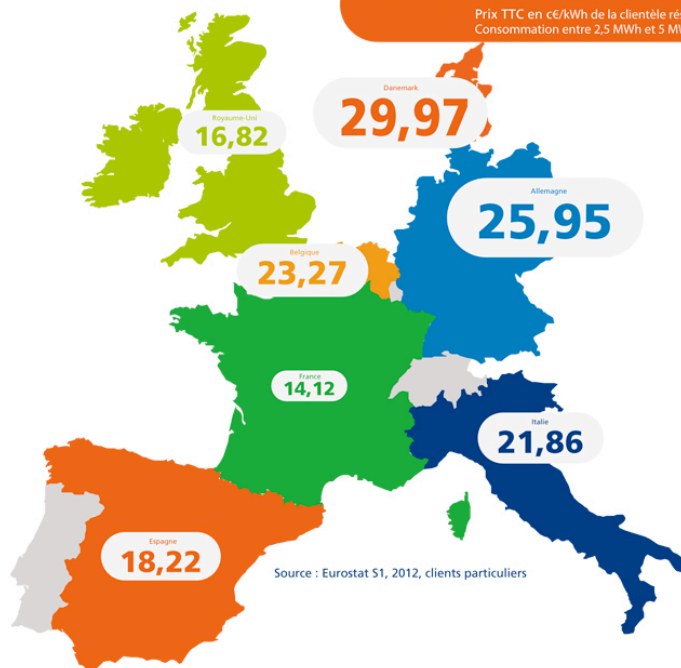 Prix TTC en c€/kWh de la clientèle
Consommation entre 2,5 MWh et 5
Danemark
29,97
Royaume-Uni
16,82
Allemagne
25,95
Belgique
23,27
France
14,12
Italie
21,86
Espagne
18,22
Source : Eurostat S1, 2012, clients particuliers